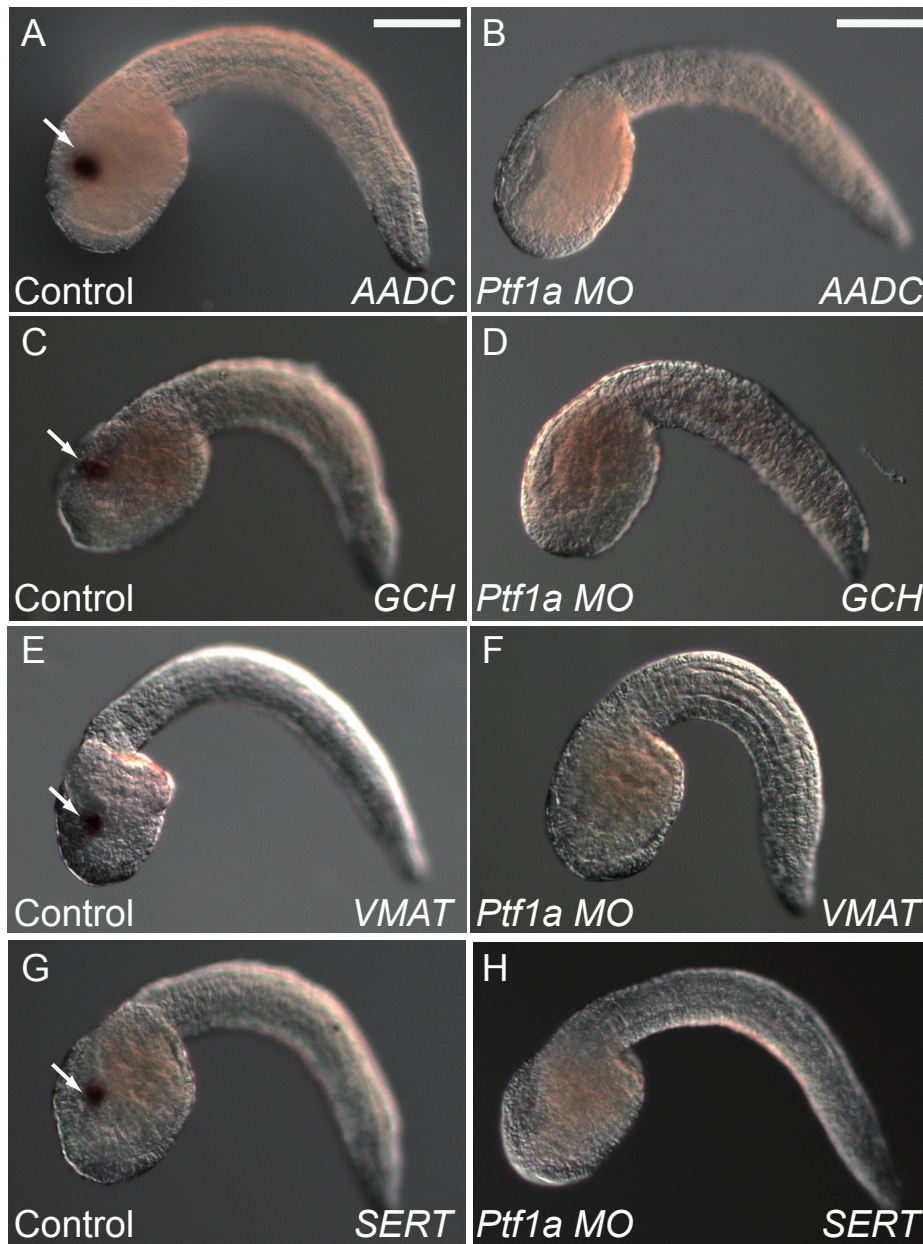 A
Control AADC
B
Ptf1a MO AADC
C
Control GCH
D
Ptf1a MO GCH
E
Control VMAT
F
Ptf1a MO VMAT
G
Control SERT
H
Ptf1a MO SERT